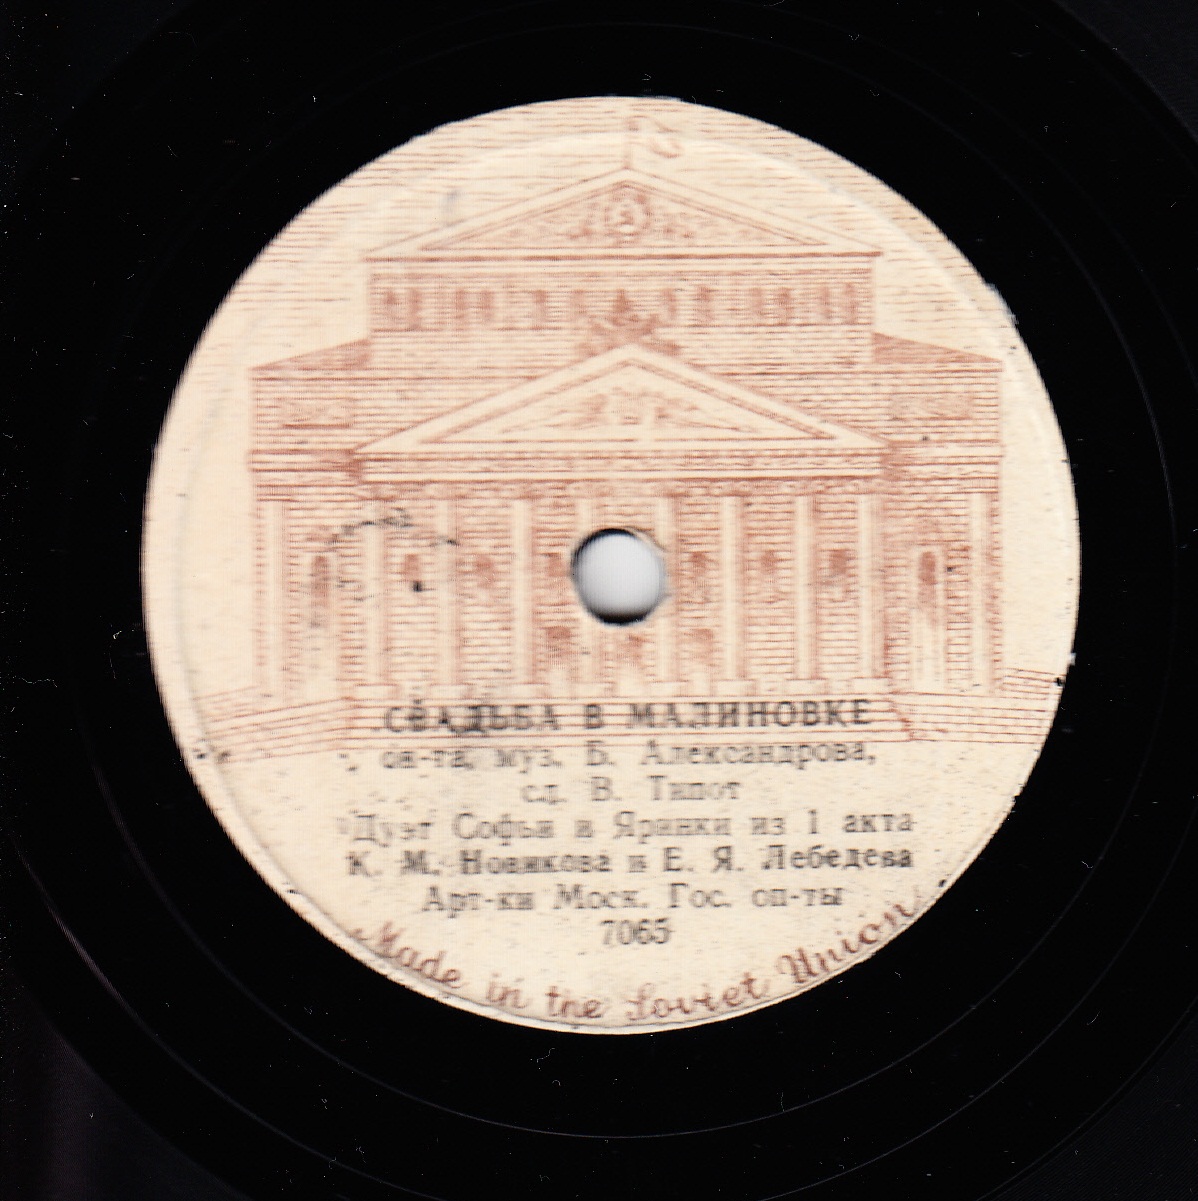 СВАДЬБА В МАЛИНОВКЕ
оп-та, муз. Б. Александрова,
сл. В. Типот
Дуэт Софьи и Яринки из 1 акта
К. М. Новикова и Е. Я. Лебедева
Арт-ки Моск. Гос. оп-ты
7065
Made in the Soviet Union